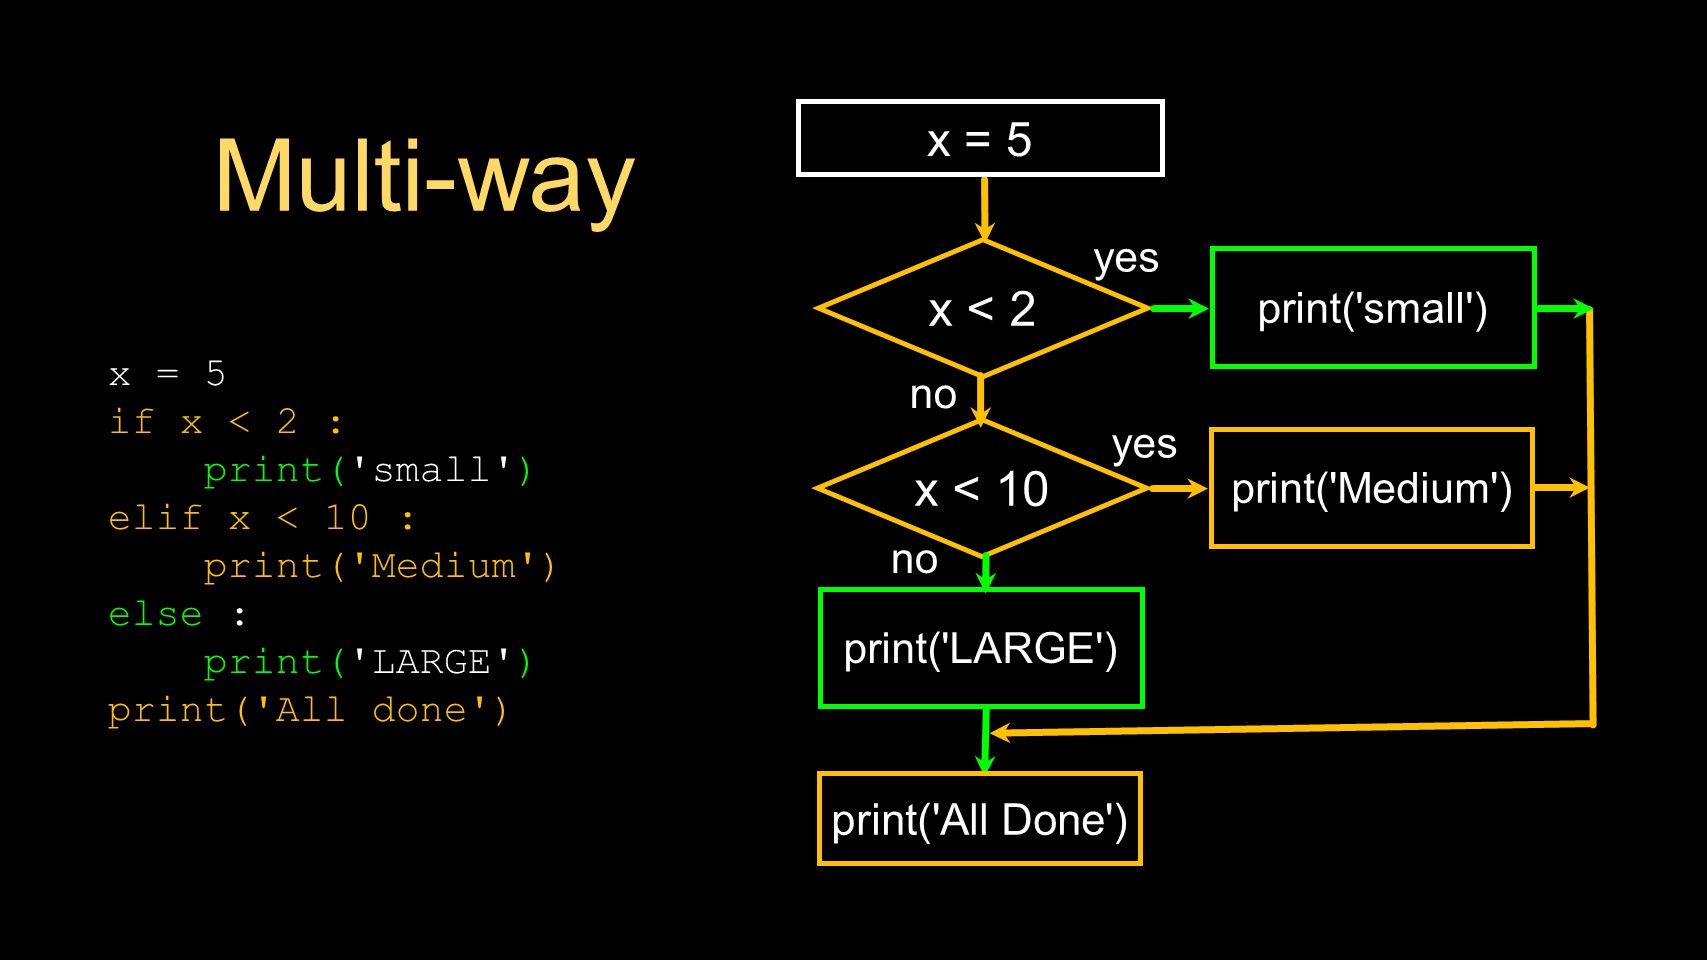 Multi-way
x = 5
if x < 2 :
    print('small')
elif x < 10 :
    print('Medium')
else :
    print('LARGE')
print('All done')
x = 5
x < 2
yes
print('small')
no
x < 10
yes
print('Medium')
no
print('LARGE')
print('All Done')